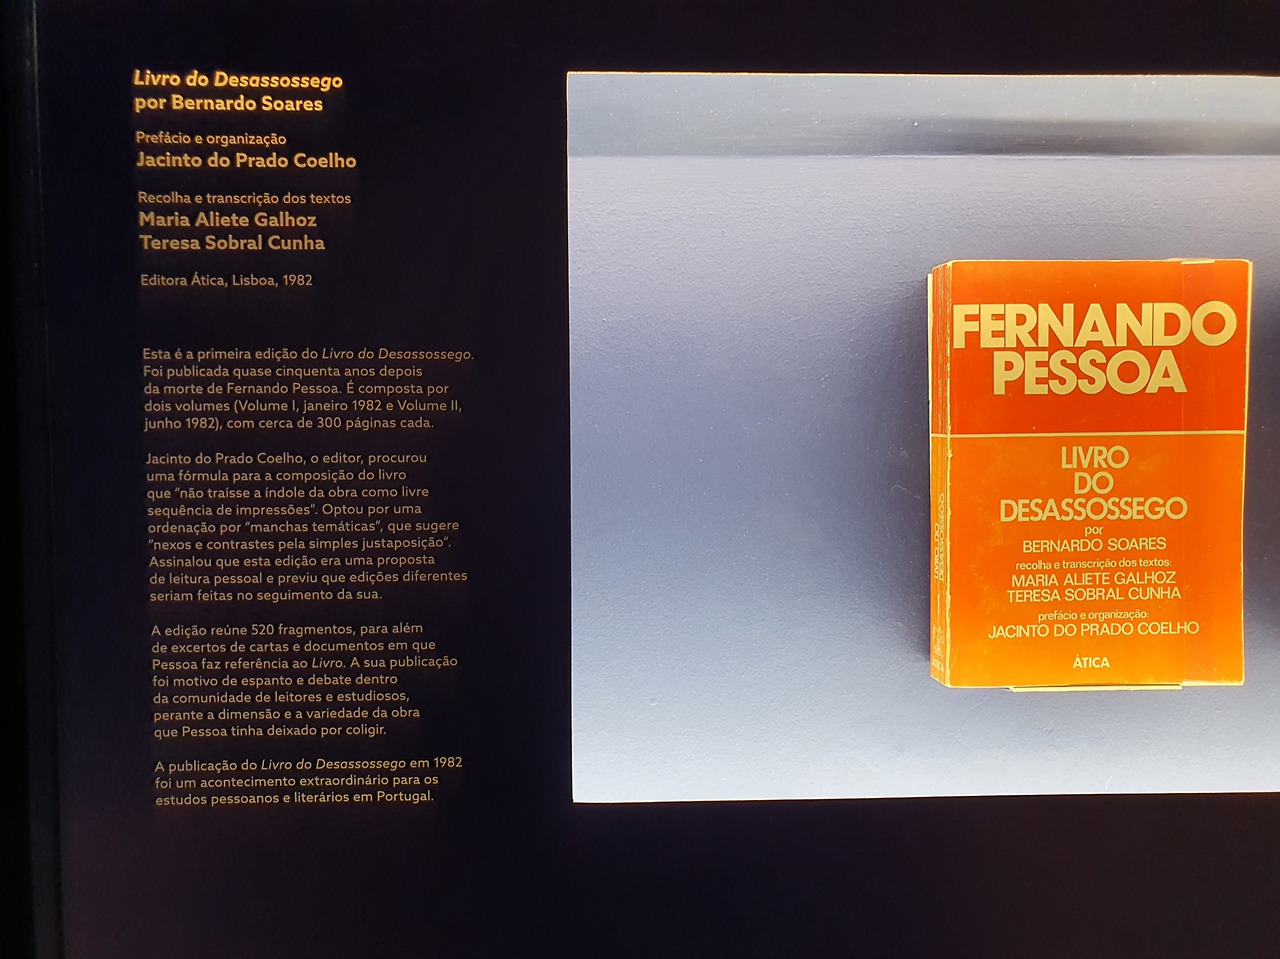 Livro do Desassossego
por Bernardo Soares
Prefácio e organização
Jacinto do Prado Coelho
Recolha e transcrição dos textos
Maria Aliete Galhoz
Teresa Sobral Cunha
Editora Ática, Lisboa, 1982
Esta é a primeira edição do Livro do Desassossego.
Foi publicada quase cinquenta anos depois
da morte de Fernando Pessoa. É composta por
dois volumes (Volume I, janeiro 1982 e Volume II,
junho 1982), com cerca de 300 páginas cada.
Jacinto do Prado Coelho, o editor, procurou
uma fórmula para a composição do livro
que “não traísse a índole da obra como livre
sequência de impressões”. Optou por uma
ordenação por “manchas temáticas”, que sugere
“nexos e contrastes pela simples justaposição”.
Assinalou que esta edição era uma proposta
de leitura pessoal e previu que edições diferentes
seriam feitas no seguimento da sua.
A edição reúne 520 fragmentos, para além
de excertos de cartas e documentos em que
Pessoa faz referência ao Livro. A sua publicação
foi motivo de espanto e debate dentro
da comunidade de leitores e estudiosos,
perante a dimensão e a variedade da obra
que Pessoa tinha deixado por coligir.
A publicação do Livro do Desassossego em 1982
foi um acontecimento extraordinário para os
estudos pessoanos e literários em Portugal.
FERNANDO
PESSOA
LIVRO
DO
DESASSOSSEGO
por
BERNARDO SOARES
recolha e transcrição dos textos:
MARIA ALIETE GALHOZ
TERESA SOBRAL CUNHA
prefácio e organização:
JACINTO DO PRADO COELHO
ÁTICA
LIVRO DO
DESASSOSSEGO
ÁTICA